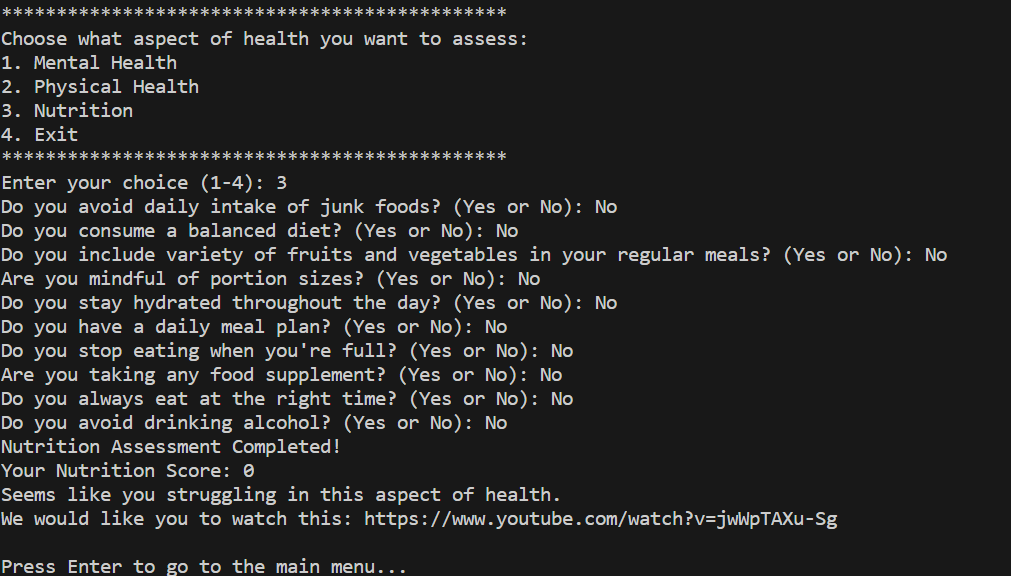 **********************************************
Choose what aspect of health you want to assess:
1. Mental Health
2. Physical Health
3. Nutrition
4. Exit
**********************************************
Enter your choice (1-4): 3
Do you avoid daily intake of junk foods? (Yes or No): No
Do you consume a balanced diet? (Yes or No): No
Do you include variety of fruits and vegetables in your regular meals? (Yes or No): No
Are you mindful of portion sizes? (Yes or No): No
Do you stay hydrated throughout the day? (Yes or No): No
Do you have a daily meal plan? (Yes or No): No
Do you stop eating when you're full? (Yes or No): No
Are you taking any food supplement? (Yes or No): No
Do you always eat at the right time? (Yes or No): No
Do you avoid drinking alcohol? (Yes or No): No
Nutrition Assessment Completed!
Your Nutrition Score: 0
Seems like you struggling in this aspect of health.
We would like you to watch this: https://www.youtube.com/watch?v=jwWpTAXu-Sg
Press Enter to go to the main menu...